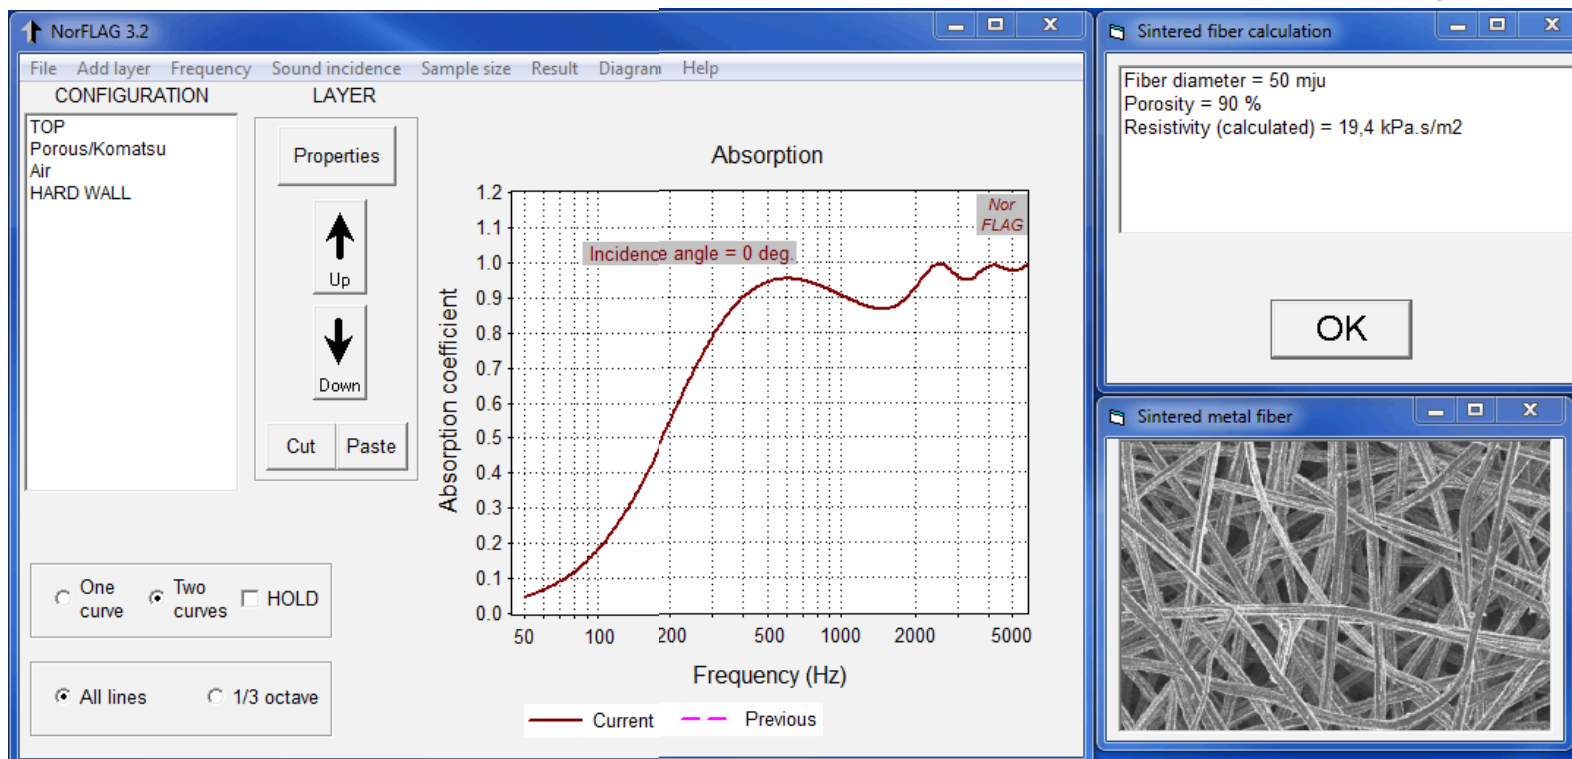 NorFLAG 3.2
File Add layer Frequency Sound incidence Sample size Result Diagram Help
CONFIGURATION
TOP
Porous/Komatsu
Air
HARD WALL
LAYER
Properties
Up
Down
Cut
Paste
One curve
Two curves
HOLD
All lines
1/3 octave
Absorption
Nor
FLAG
Incidence angle = 0 deg.
Absorption coefficient
1.2
1.1
1.0
0.9
0.8
0.7
0.6
0.5
0.4
0.3
0.2
0.1
0.0
50 100 200 500 1000 2000 5000
Frequency (Hz)
Current Previous
Sintered fiber calculation
Fiber diameter = 50 mju
Porosity = 90 %
Resistivity (calculated) = 19,4 kPa.s/m2
OK
Sintered metal fiber